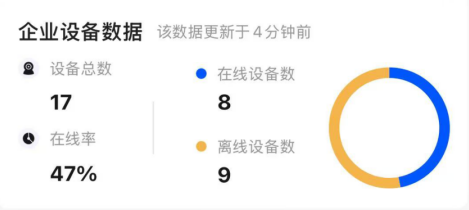 企业设备数据 该数据更新于4分钟前
设备总数
17
在线率
47%
在线设备数
8
离线设备数
9